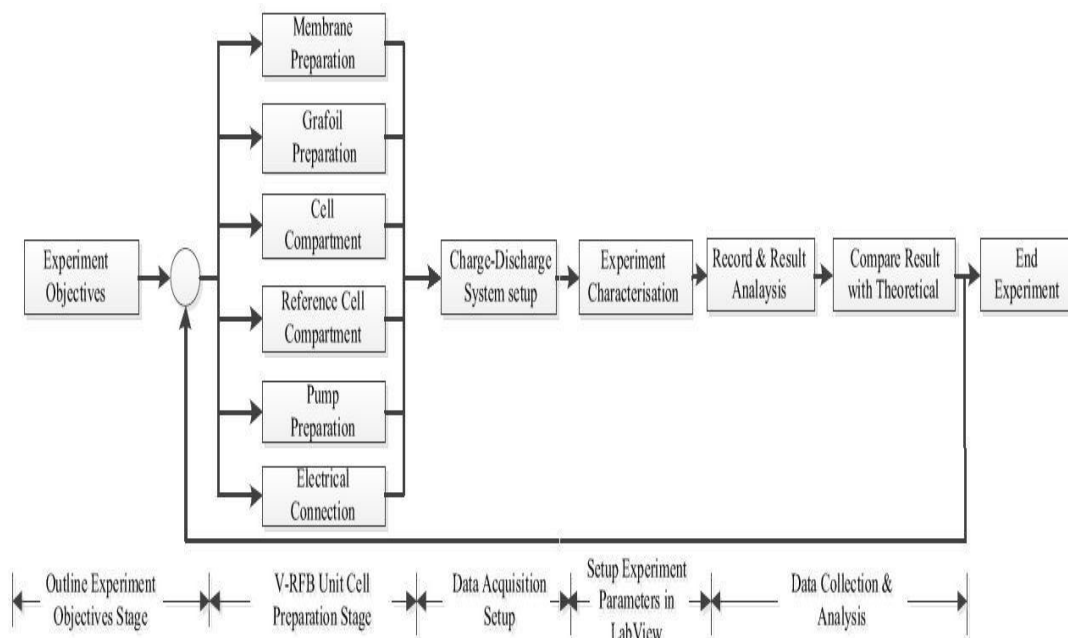 Membrane
Preparation
Grafoil
Preparation
Cell
Compartment
Experiment
Objectives
Charge-Discharge
System setup
Experiment
Characterisation
Record & Result
Analaysis
Compare Result
with Theoretical
End
Experiment
Reference Cell
Compartment
Pump
Preparation
Electrical
Connection
Outline Experiment
Objectives Stage
V-RFB Unit Cell
Preparation Stage
Data Acquisition
Setup
Setup Experiment
Parameters in
LabView
Data Collection &
Analysis